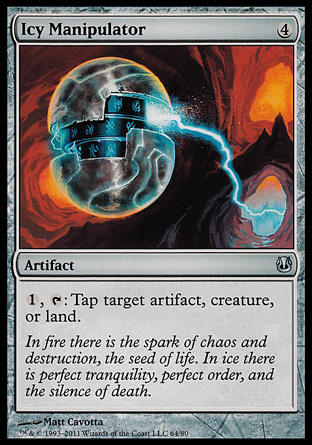 Icy Manipulator 4
Artifact
1, T: Tap target artifact, creature,
or land.
In fire there is the spark of chaos and
destruction, the seed of life. In ice there
is perfect tranquility, perfect order, and
the silence of death.
Matt Cavotta
™ & © 1993–2011 Wizards of the Coast LLC 64/80